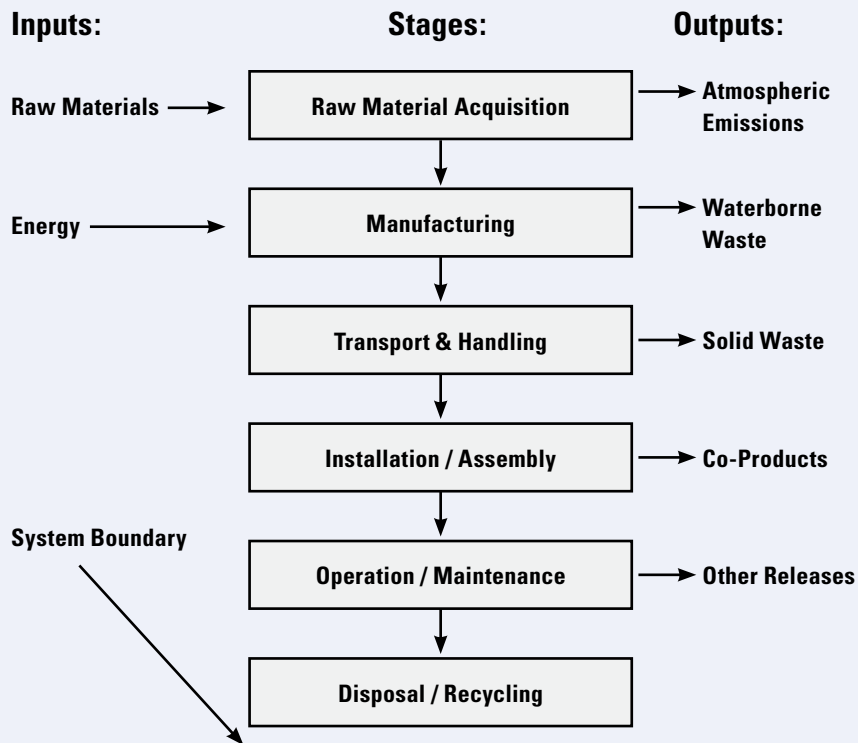 Inputs:
Stages:
Outputs:
Raw Materials
Raw Material Acquisition
Atmospheric
Emissions
Energy
Manufacturing
Waterborne
Waste
Transport & Handling
Solid Waste
Installation / Assembly
Co-Products
System Boundary
Operation / Maintenance
Other Releases
Disposal / Recycling